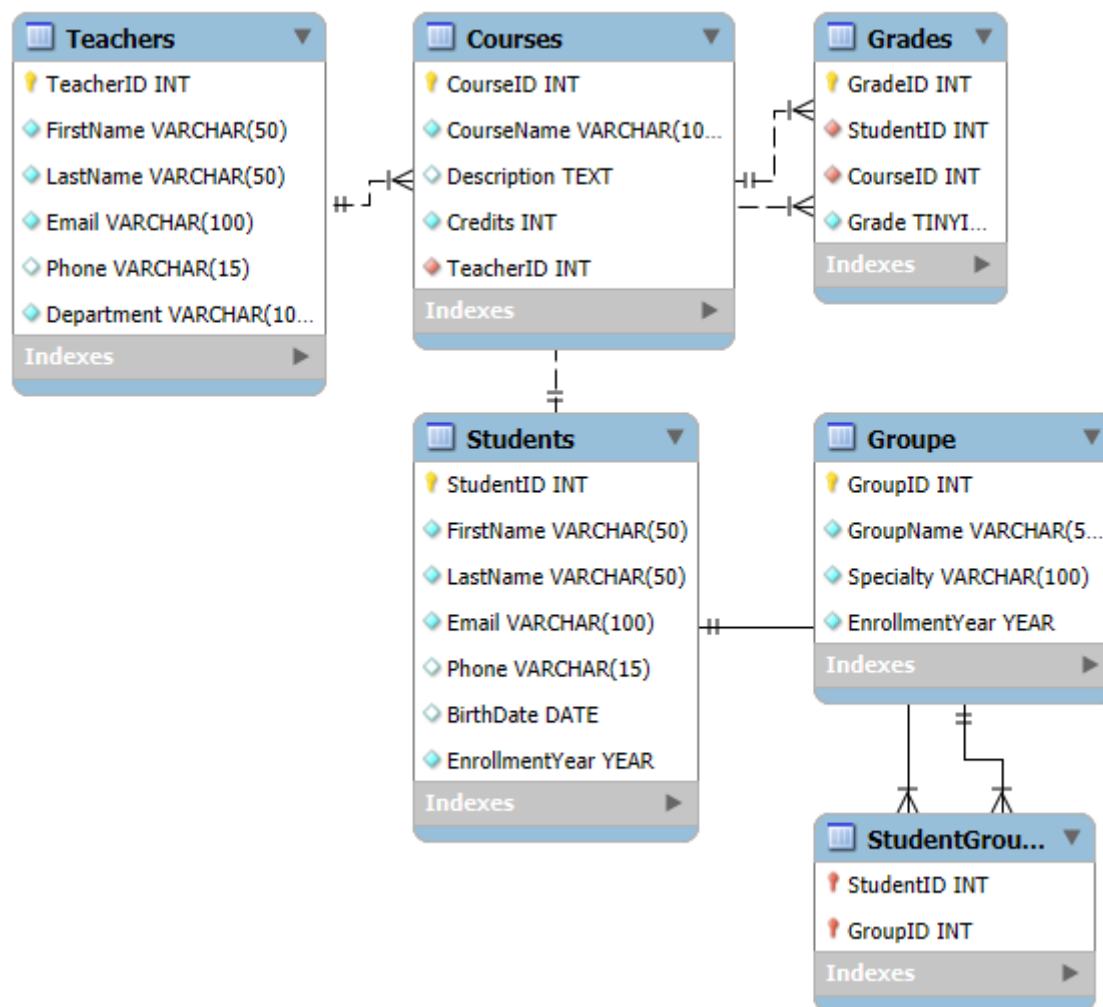 Teachers
TeacherID INT
FirstName VARCHAR(50)
LastName VARCHAR(50)
Email VARCHAR(100)
Phone VARCHAR(15)
Department VARCHAR(10...
Indexes
Courses
CourseID INT
CourseName VARCHAR(10...
Description TEXT
Credits INT
TeacherID INT
Indexes
Grades
GradeID INT
StudentID INT
CourseID INT
Grade TINYI...
Indexes
Students
StudentID INT
FirstName VARCHAR(50)
LastName VARCHAR(50)
Email VARCHAR(100)
Phone VARCHAR(15)
BirthDate DATE
EnrollmentYear YEAR
Indexes
Groupe
GroupID INT
GroupName VARCHAR(5...
Specialty VARCHAR(100)
EnrollmentYear YEAR
Indexes
StudentGrou...
StudentID INT
GroupID INT
Indexes